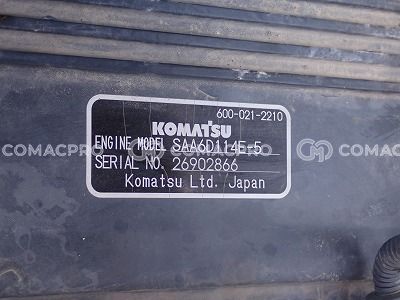 600-021-2210
KOMATSU
ENGINE MODEL SAA6D114E-5
SERIAL NO. 26902866
Komatsu Ltd. Japan
COMACPRO
COMACPRO